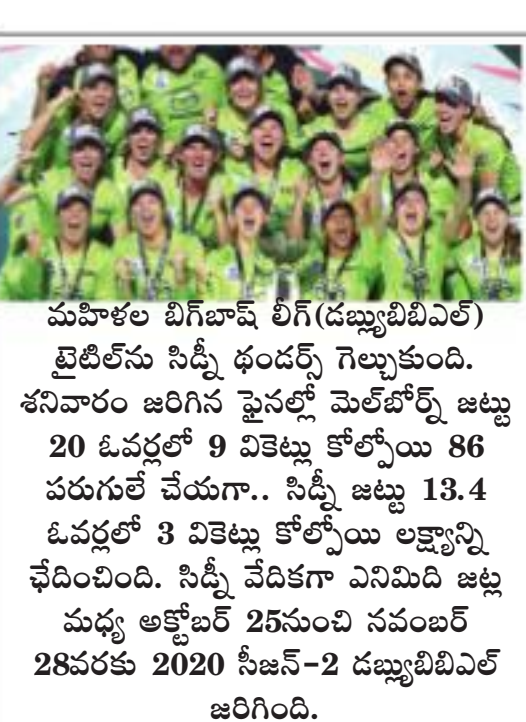 మహిళల బిగ్‌బాష్ లీగ్(డబ్ల్యుబిబిఎల్)
టైటిల్‌ను సిడ్నీ థండర్స్ గెల్చుకుంది.
శనివారం జరిగిన ఫైనల్లో మెల్‌బోర్న్ జట్టు
20 ఓవర్లలో 9 వికెట్లు కోల్పోయి 86
పరుగులే చేయగా.. సిడ్నీ జట్టు 13.4
ఓవర్లలో 3 వికెట్లు కోల్పోయి లక్ష్యాన్ని
ఛేదించింది. సిడ్నీ వేదికగా ఎనిమిది జట్ల
మధ్య అక్టోబర్ 25నుంచి నవంబర్
28వరకు 2020 సీజన్-2 డబ్ల్యుబిబిఎల్
జరిగింది.